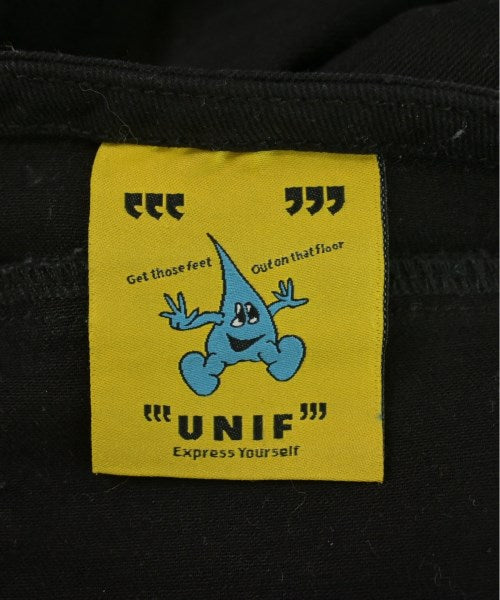 ‘‘‘ ’’’
Get those feet Out on that floor
‘‘‘UNIF’’’
Express Yourself